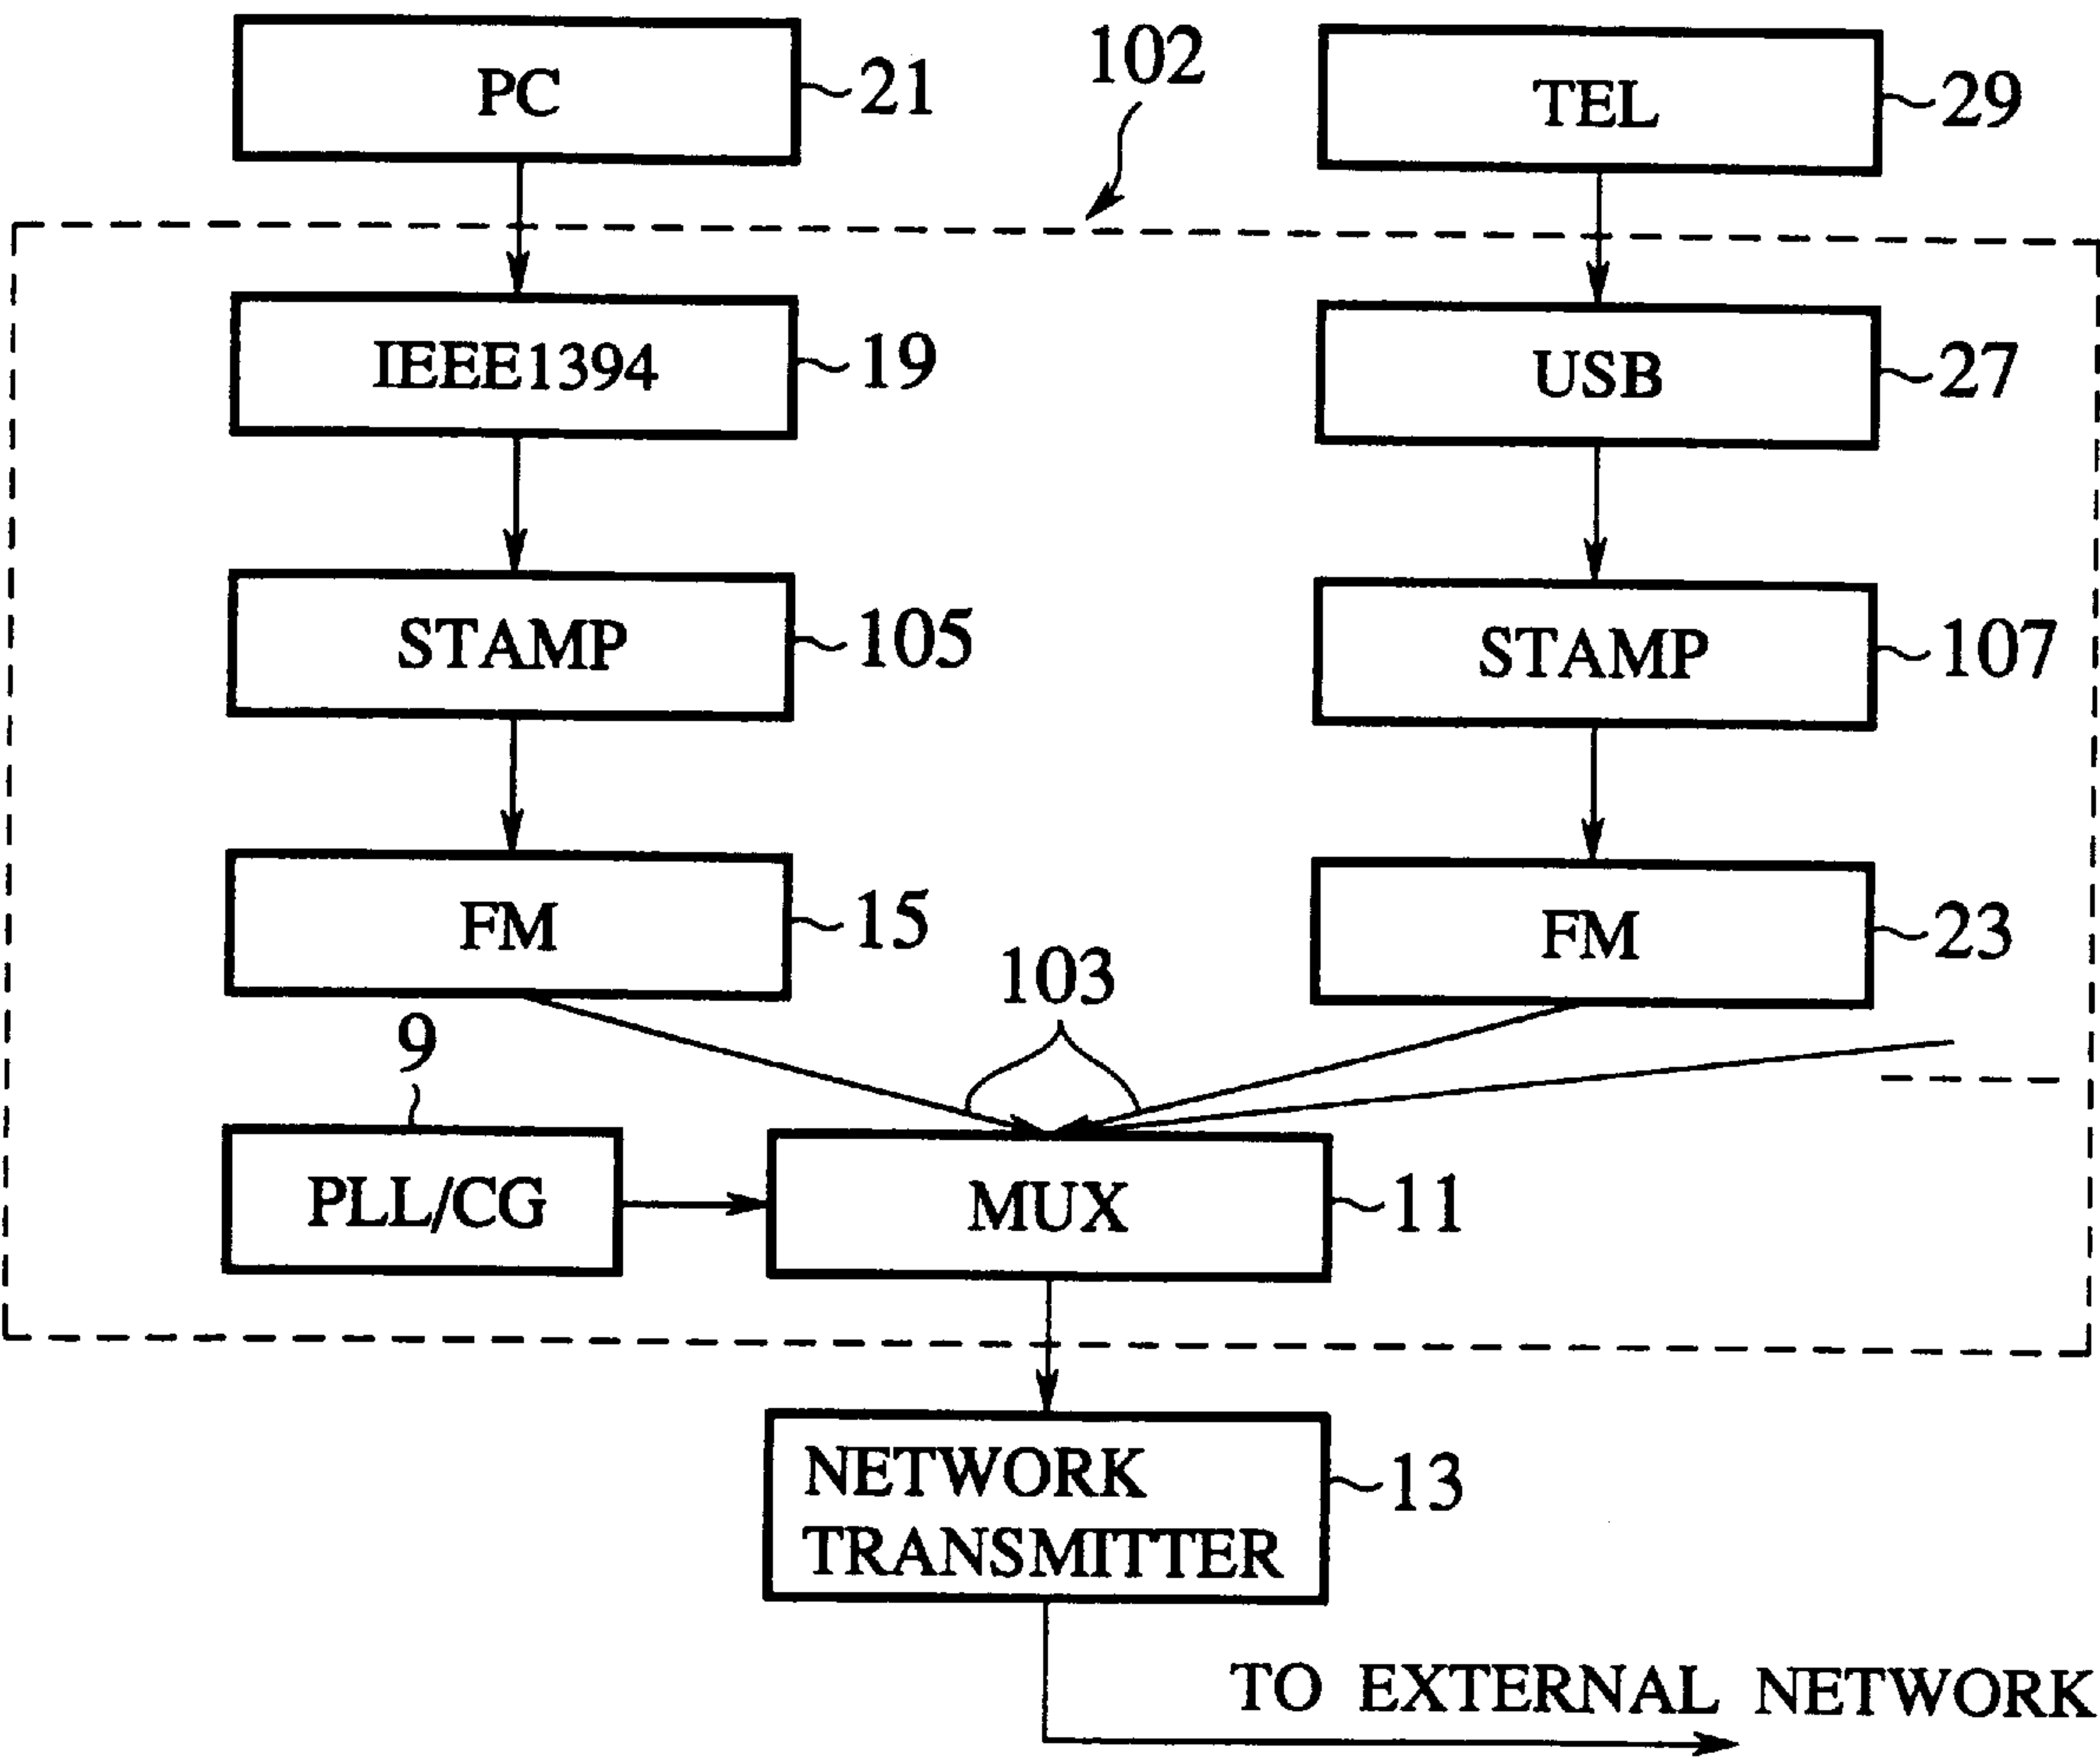 PC
21
102
TEL
29
IEEE1394
19
USB
27
STAMP
105
STAMP
107
FM
15
FM
23
103
9
PLL/CG
MUX
11
NETWORK
TRANSMITTER
13
TO EXTERNAL NETWORK